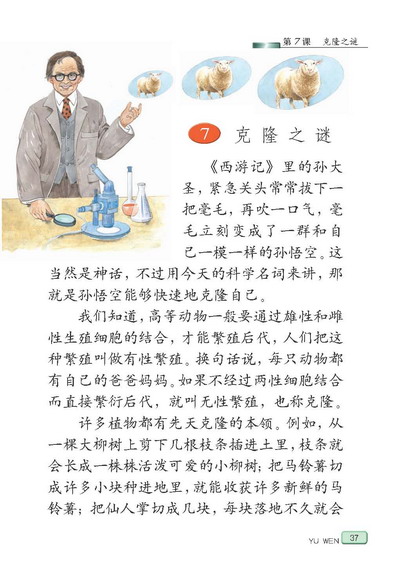 第7课 克隆之谜
7 克隆之谜
《西游记》里的孙大
圣，紧急关头常常拔下一
把毫毛，再吹一口气，毫
毛立刻变成了一群和自
己一模一样的孙悟空。这
当然是神话，不过用今天的科学名词来讲，那
就是孙悟空能够快速地克隆自己。
我们知道，高等动物一般要通过雄性和雌
性生殖细胞的结合，才能繁殖后代，人们把这
种繁殖叫做有性繁殖。换句话说，每只动物都
有自己的爸爸妈妈。如果不经过两性细胞结合
而直接繁衍后代，就叫无性繁殖，也称克隆。
许多植物都有先天克隆的本领。例如，从
一棵大柳树上剪下几根枝条插进土里，枝条就
会长成一株株活泼可爱的小柳树；把马铃薯切
成许多小块种进地里，就能收获许多新鲜的马
铃薯；把仙人掌切成几块，每块落地不久就会
YU WEN 37